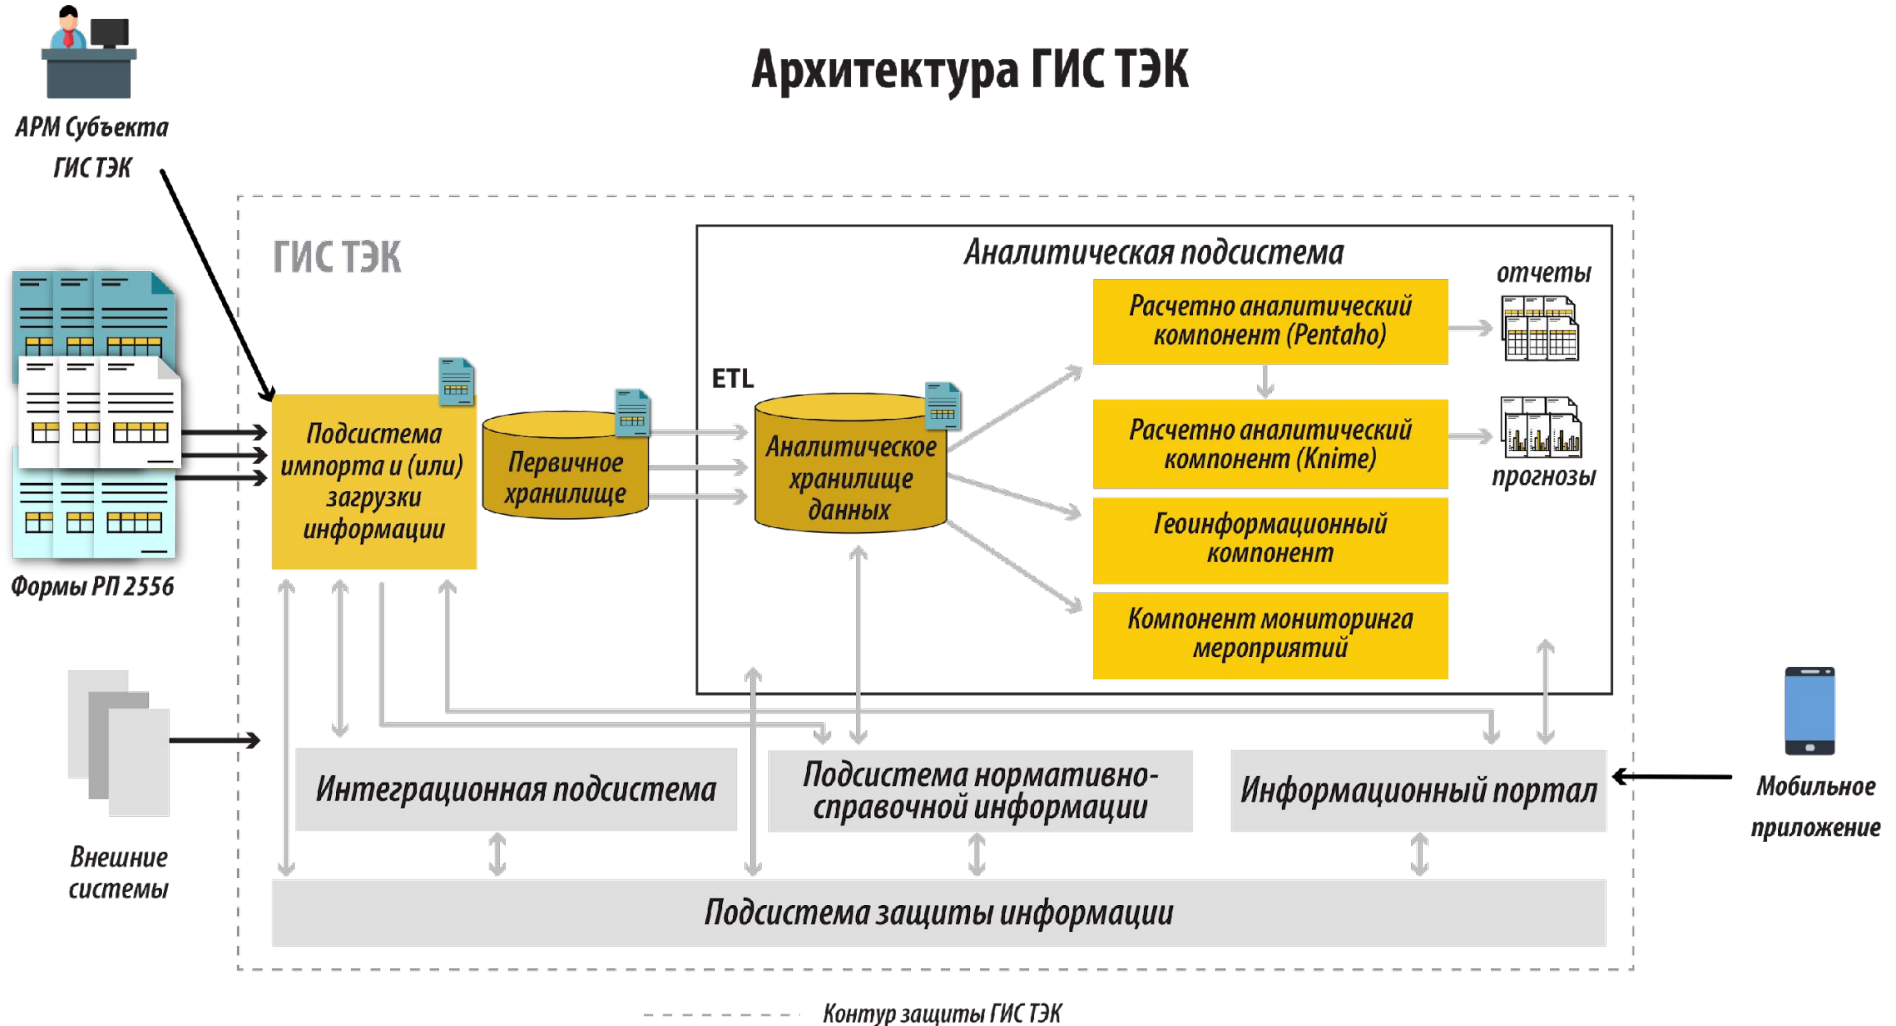 Архитектура ГИС ТЭК
АРМ Субъекта
ГИС ТЭК
ГИС ТЭК
Аналитическая подсистема
отчеты
Расчетно аналитический
компонент (Pentaho)
ETL
Расчетно аналитический
компонент (Knime)
прогнозы
Подсистема
импорта и (или)
загрузки
информации
Первичное
хранилище
Аналитическое
хранилище
данных
Геоинформационный
компонент
Компонент мониторинга
мероприятий
Формы РП 2556
Интеграционная подсистема
Подсистема нормативно-
справочной информации
Информационный портал
Мобильное
приложение
Внешние
системы
Подсистема защиты информации
Контур защиты ГИС ТЭК